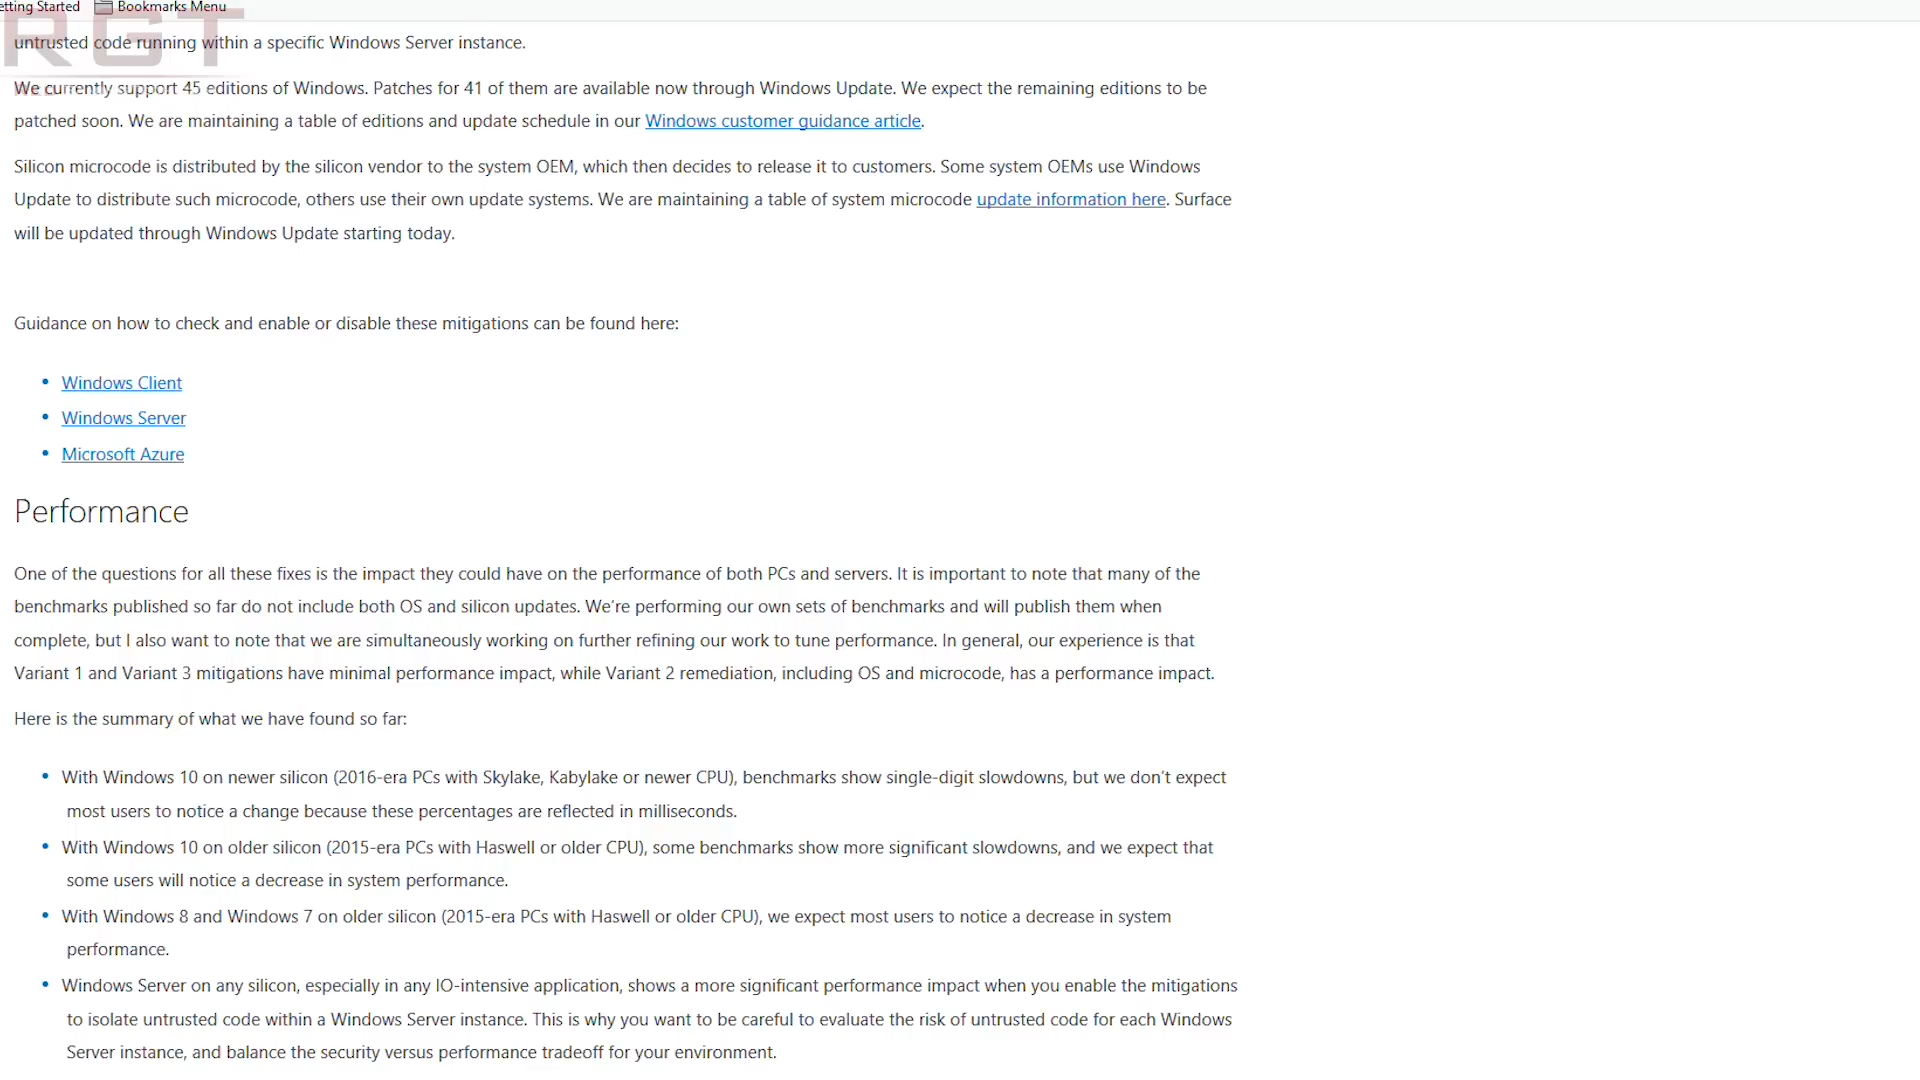 etting Started Bookmarks Menu
RGT
untrusted code running within a specific Windows Server instance.
We currently support 45 editions of Windows. Patches for 41 of them are available now through Windows Update. We expect the remaining editions to be
patched soon. We are maintaining a table of editions and update schedule in our Windows customer guidance article.
Silicon microcode is distributed by the silicon vendor to the system OEM, which then decides to release it to customers. Some system OEMs use Windows
Update to distribute such microcode, others use their own update systems. We are maintaining a table of system microcode update information here. Surface
will be updated through Windows Update starting today.
Guidance on how to check and enable or disable these mitigations can be found here:
• Windows Client
• Windows Server
• Microsoft Azure
Performance
One of the questions for all these fixes is the impact they could have on the performance of both PCs and servers. It is important to note that many of the
benchmarks published so far do not include both OS and silicon updates. We're performing our own sets of benchmarks and will publish them when
complete, but I also want to note that we are simultaneously working on further refining our work to tune performance. In general, our experience is that
Variant 1 and Variant 3 mitigations have minimal performance impact, while Variant 2 remediation, including OS and microcode, has a performance impact.
Here is the summary of what we have found so far:
• With Windows 10 on newer silicon (2016-era PCs with Skylake, Kabylake or newer CPU), benchmarks show single-digit slowdowns, but we don't expect
most users to notice a change because these percentages are reflected in milliseconds.
• With Windows 10 on older silicon (2015-era PCs with Haswell or older CPU), some benchmarks show more significant slowdowns, and we expect that
some users will notice a decrease in system performance.
• With Windows 8 and Windows 7 on older silicon (2015-era PCs with Haswell or older CPU), we expect most users to notice a decrease in system
performance.
• Windows Server on any silicon, especially in any IO-intensive application, shows a more significant performance impact when you enable the mitigations
to isolate untrusted code within a Windows Server instance. This is why you want to be careful to evaluate the risk of untrusted code for each Windows
Server instance, and balance the security versus performance tradeoff for your environment.